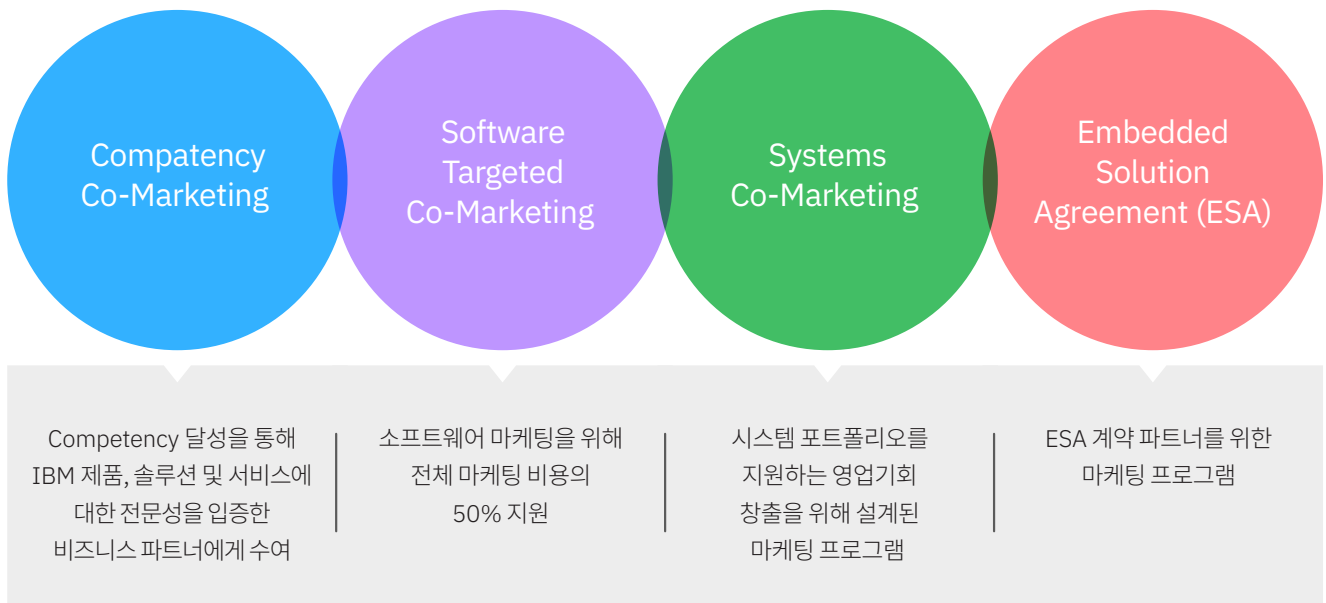 Compatency
Co-Marketing
Software
Targeted
Co-Marketing
Systems
Co-Marketing
Embedded
Solution
Agreement (ESA)
Competency 달성을 통해
IBM 제품, 솔루션 및 서비스에
대한 전문성을 입증한
비즈니스 파트너에게 수여
소프트웨어 마케팅을 위해
전체 마케팅 비용의
50% 지원
시스템 포트폴리오를
지원하는 영업기회
창출을 위해 설계된
마케팅 프로그램
ESA 계약 파트너를 위한
마케팅 프로그램